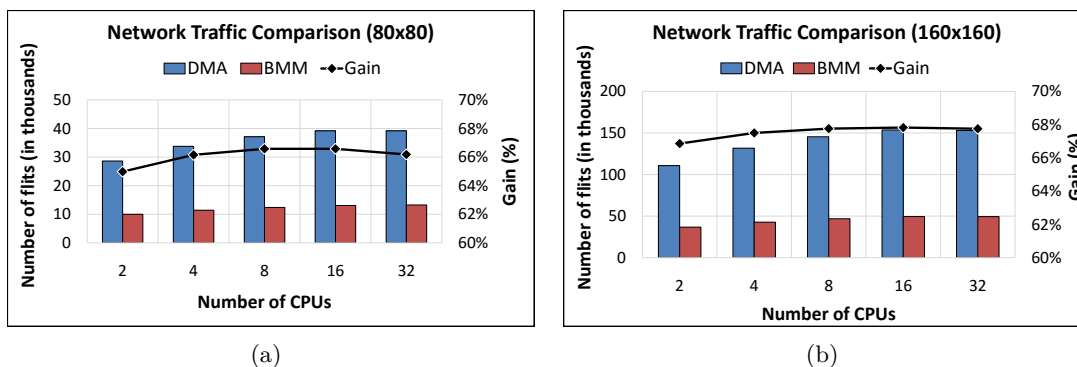 Network Traffic Comparison (80x80)
DMA BMM Gain
Number of flits (in thousands)
50
40
30
20
10
0
70%
68%
66%
64%
62%
60%
Gain (%)
2 4 8 16 32
Number of CPUs
(a)
Network Traffic Comparison (160x160)
DMA BMM Gain
Number of flits (in thousands)
200
150
100
50
0
70%
68%
66%
64%
62%
60%
Gain (%)
2 4 8 16 32
Number of CPUs
(b)